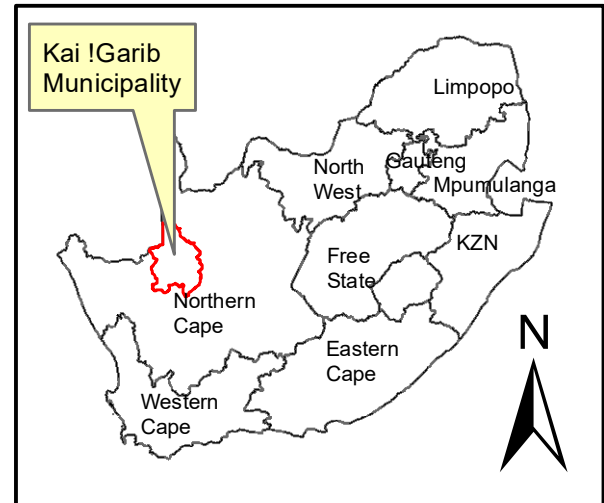 Kai !Garib
Municipality
Limpopo
Gauteng
North
West
Mpumulanga
KZN
Free
State
Northern
Cape
N
Eastern
Cape
Western
Cape